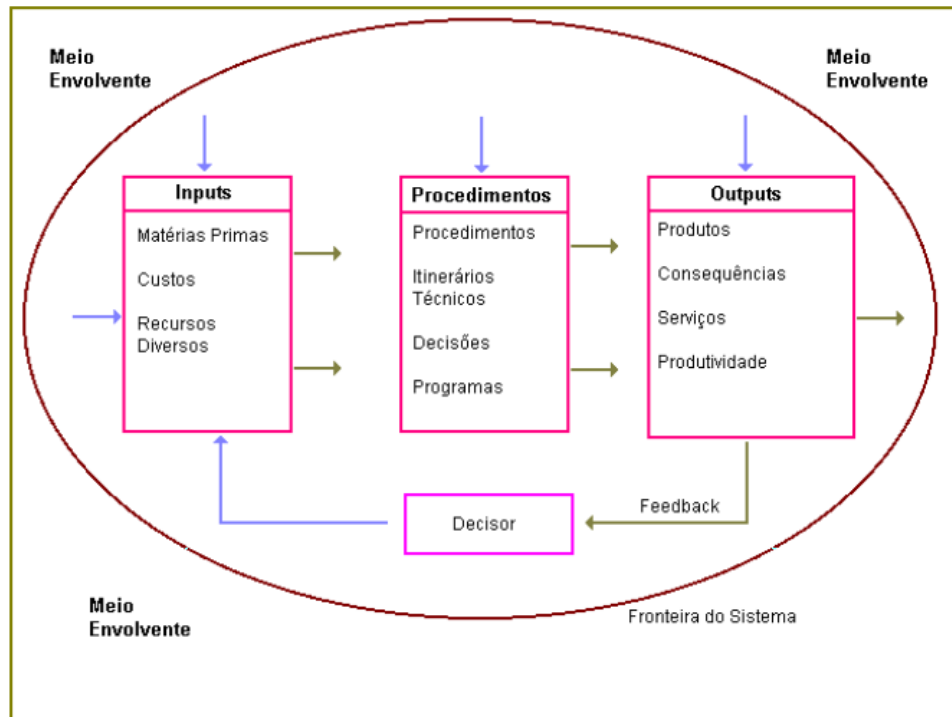 Meio
Envolvente
Meio
Envolvente
Inputs
Matérias Primas
Custos
Recursos
Diversos
Procedimentos
Procedimentos
Itinerários
Técnicos
Decisões
Programas
Outputs
Produtos
Consequências
Serviços
Produtividade
Feedback
Decisor
Meio
Envolvente
Fronteira do Sistema